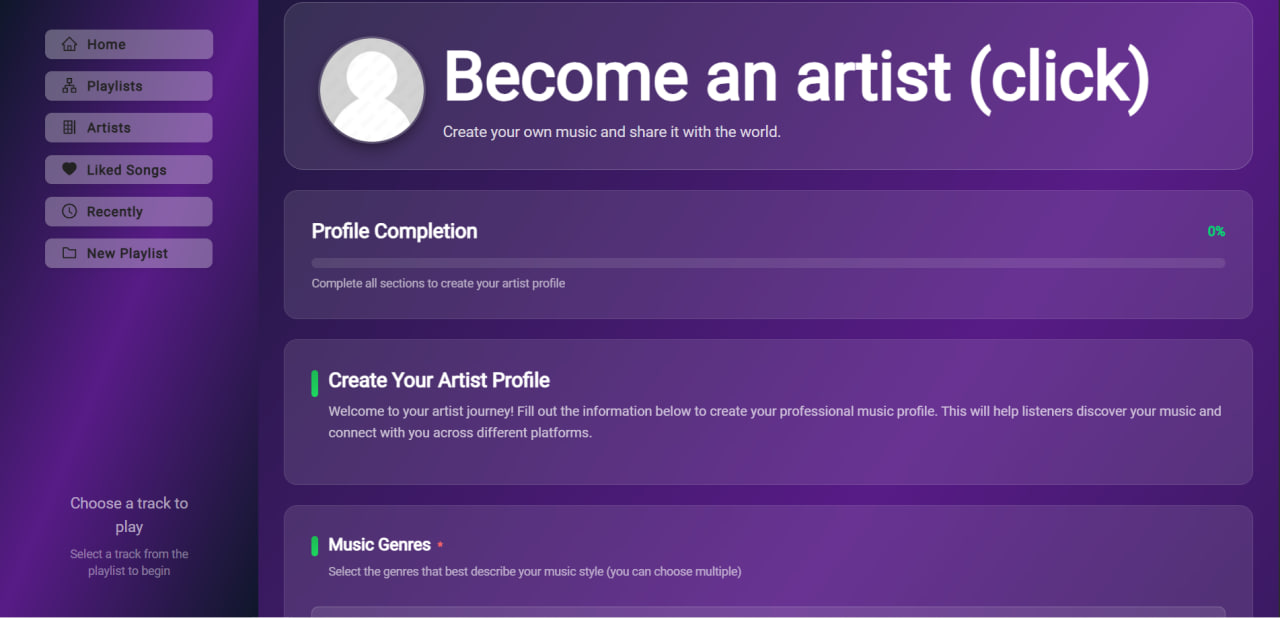 Home
Playlists
Artists
Liked Songs
Recently
New Playlist
Choose a track to
play
Select a track from the
playlist to begin
Become an artist (click)
Create your own music and share it with the world.
Profile Completion
0%
Complete all sections to create your artist profile
Create Your Artist Profile
Welcome to your artist journey! Fill out the information below to create your professional music profile. This will help listeners discover your music and
connect with you across different platforms.
Music Genres *
Select the genres that best describe your music style (you can choose multiple)